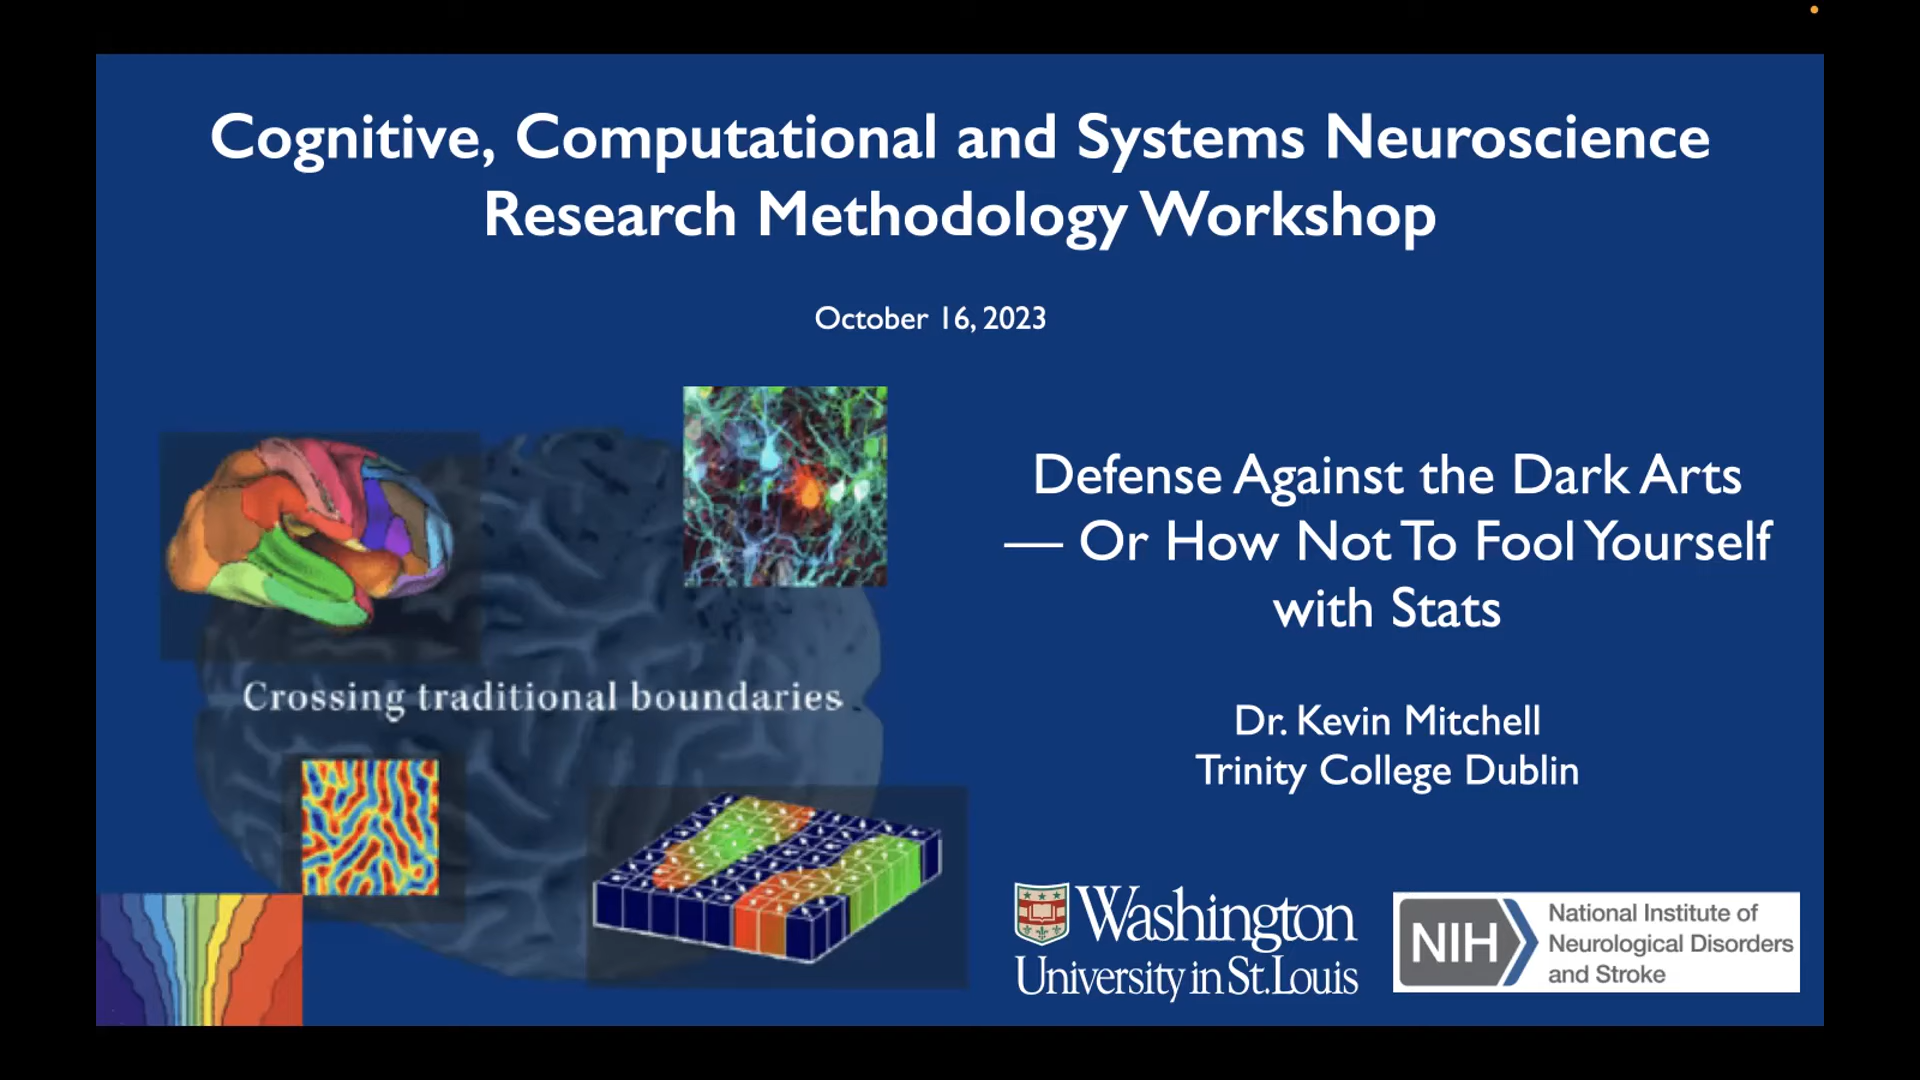 Cognitive, Computational and Systems Neuroscience
Research Methodology Workshop
October 16, 2023
Defense Against the Dark Arts
— Or How Not To Fool Yourself
with Stats
Crossing traditional boundaries
Dr. Kevin Mitchell
Trinity College Dublin
Washington
University in St. Louis
NIH
National Institute of
Neurological Disorders
and Stroke